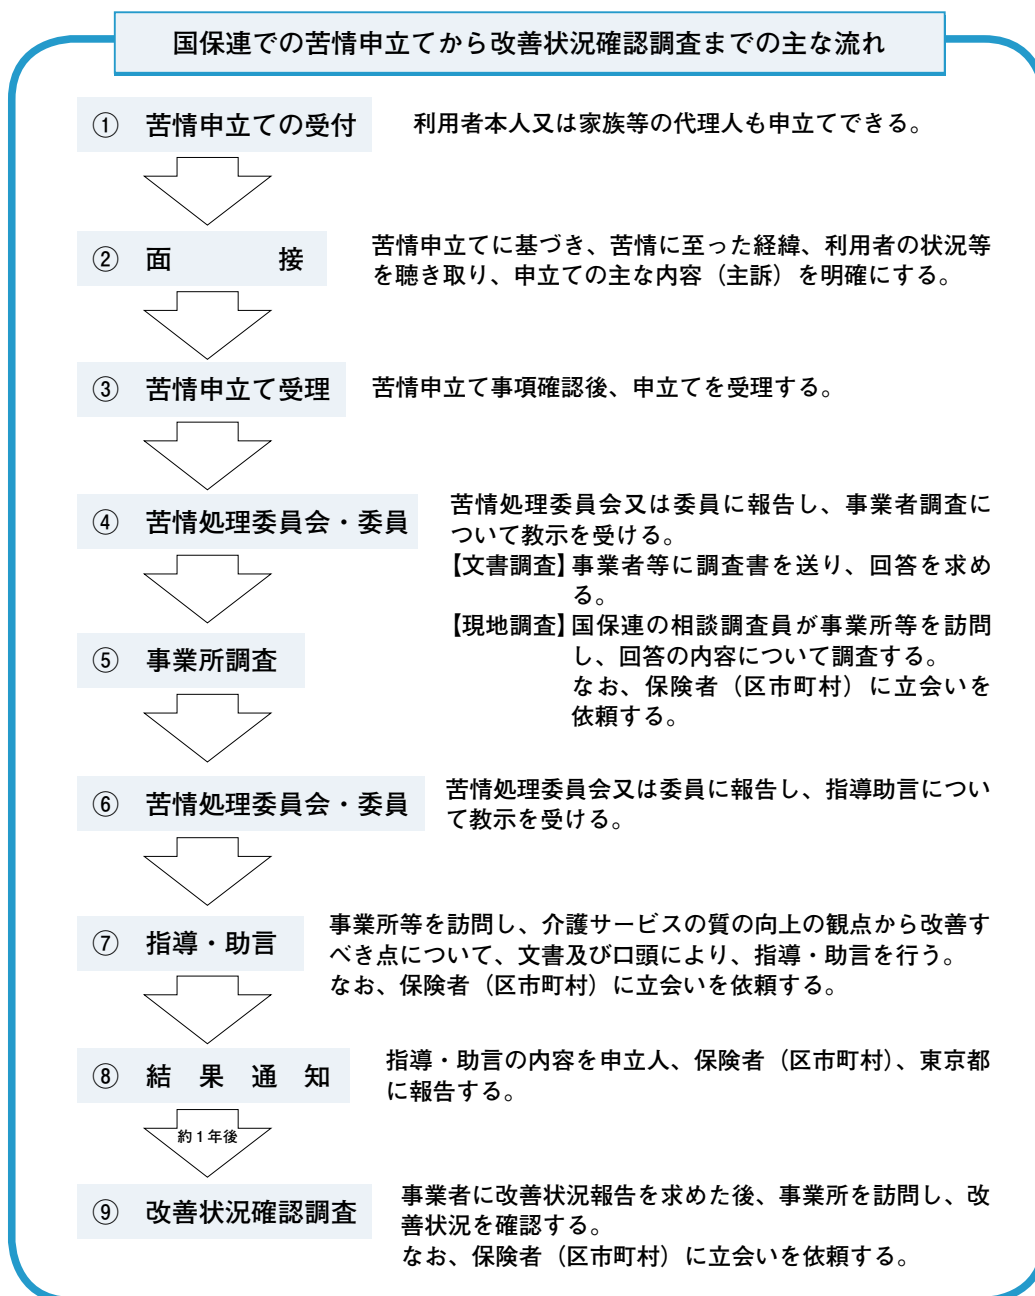 国保連での苦情申立てから改善状況確認調査までの主な流れ
① 苦情申立ての受付
利用者本人又は家族等の代理人も申立てできる。
② 面　接
苦情申立てに基づき、苦情に至った経緯、利用者の状況等
を聴き取り、申立ての主な内容（主訴）を明確にする。
③ 苦情申立て受理
苦情申立て事項確認後、申立てを受理する。
④ 苦情処理委員会・委員
苦情処理委員会又は委員に報告し、事業者調査に
ついて教示を受ける。
【文書調査】事業者等に調査書を送り、回答を求め
る。
【現地調査】国保連の相談調査員が事業所等を訪問
し、回答の内容について調査する。
なお、保険者（区市町村）に立会いを
依頼する。
⑤ 事業所調査
⑥ 苦情処理委員会・委員
苦情処理委員会又は委員に報告し、指導助言につい
て教示を受ける。
⑦ 指導・助言
事業所等を訪問し、介護サービスの質の向上の観点から改善す
べき点について、文書及び口頭により、指導・助言を行う。
なお、保険者（区市町村）に立会いを依頼する。
⑧ 結　果　通　知
指導・助言の内容を申立人、保険者（区市町村）、東京都
に報告する。
約１年後
⑨ 改善状況確認調査
事業者に改善状況報告を求めた後、事業所を訪問し、改
善状況を確認する。
なお、保険者（区市町村）に立会いを依頼する。